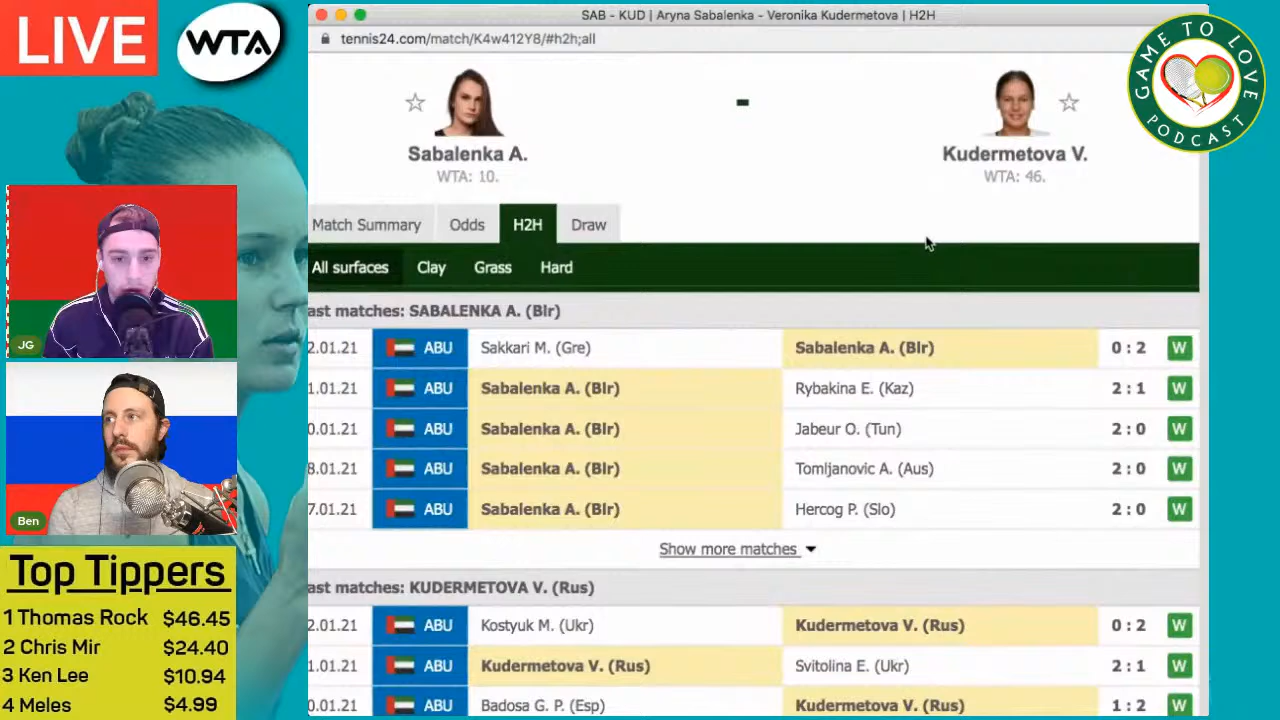 LIVE
WTA
SAB - KUD | Aryna Sabalenka - Veronika Kudermetova | H2H
tennis24.com/match/K4w412Y8/#h2h;all
GAME TO LOVE
PODCAST
Sabalenka A.
WTA: 10.
-
Kudermetova V.
WTA: 46.
Match Summary Odds H2H Draw
All surfaces Clay Grass Hard
ast matches: SABALENKA A. (Blr)
2.01.21 ABU Sakkari M. (Gre) Sabalenka A. (Blr) 0 : 2 W
1.01.21 ABU Sabalenka A. (Blr) Rybakina E. (Kaz) 2 : 1 W
0.01.21 ABU Sabalenka A. (Blr) Jabeur O. (Tun) 2 : 0 W
8.01.21 ABU Sabalenka A. (Blr) Tomljanovic A. (Aus) 2 : 0 W
7.01.21 ABU Sabalenka A. (Blr) Hercog P. (Slo) 2 : 0 W
Show more matches
ast matches: KUDERMETOVA V. (Rus)
2.01.21 ABU Kostyuk M. (Ukr) Kudermetova V. (Rus) 0 : 2 W
1.01.21 ABU Kudermetova V. (Rus) Svitolina E. (Ukr) 2 : 1 W
0.01.21 ABU Badosa G. P. (Esp) Kudermetova V. (Rus) 1 : 2 W
JG
Ben
Top Tippers
1 Thomas Rock $46.45
2 Chris Mir $24.40
3 Ken Lee $10.94
4 Meles $4.99